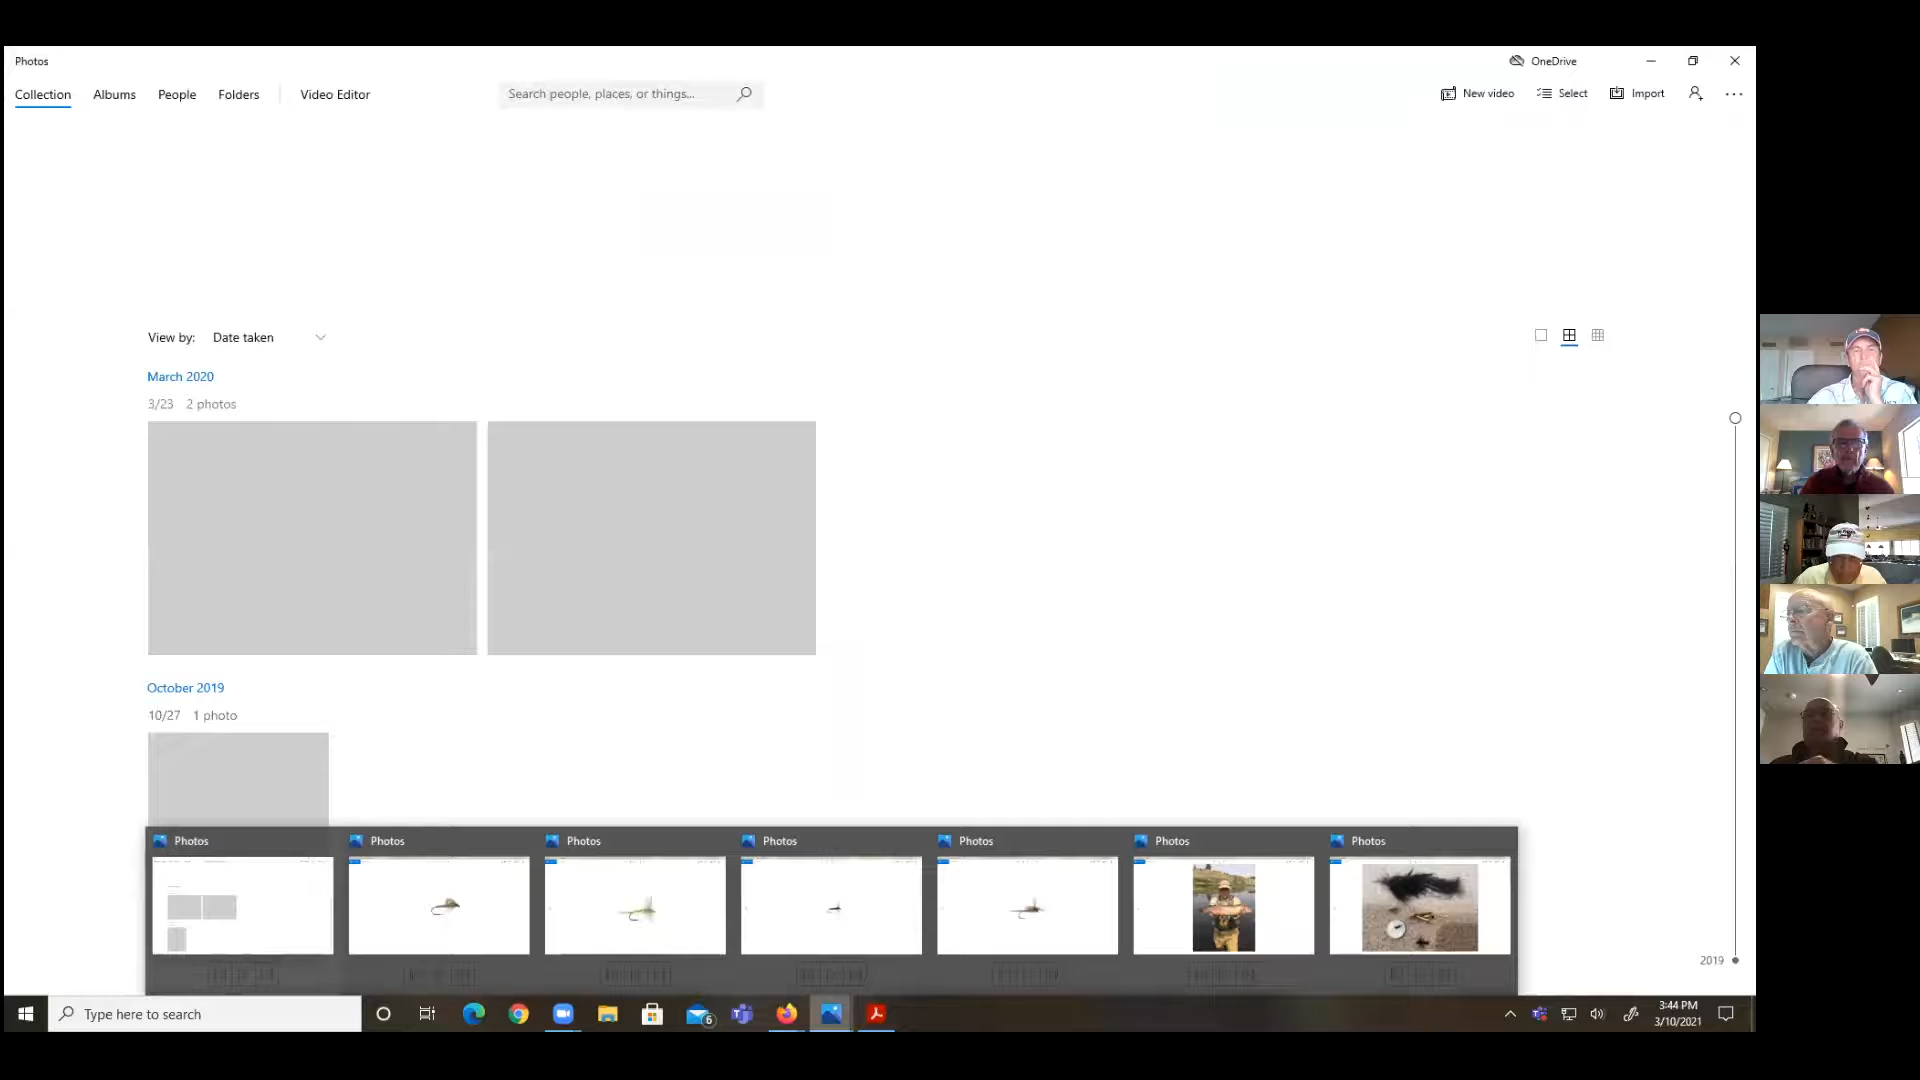 Photos
OneDrive
Collection Albums People Folders Video Editor
Search people, places, or things...
New video Select Import
View by: Date taken
March 2020
3/23 2 photos
October 2019
10/27 1 photo
Photos Photos Photos Photos Photos Photos Photos
2019
Type here to search
6
3:44 PM
3/10/2021